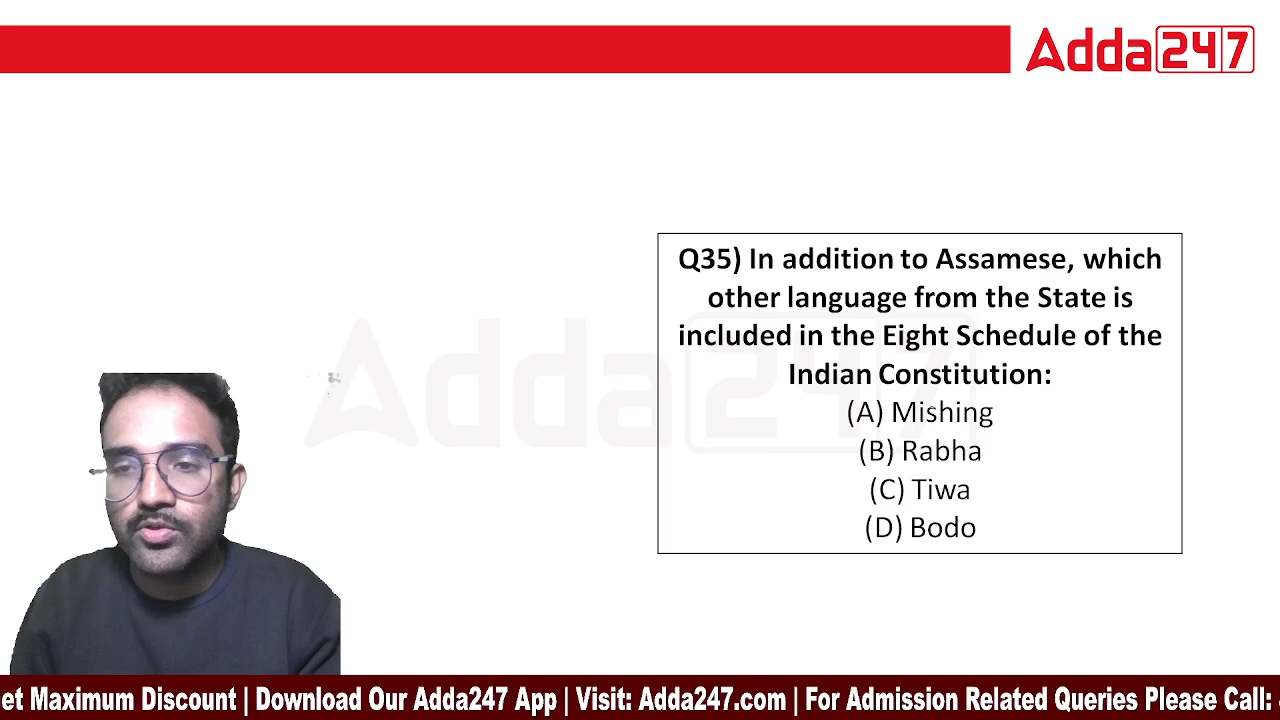 Adda247
Q35) In addition to Assamese, which
other language from the State is
included in the Eight Schedule of the
Indian Constitution:
(A) Mishing
(B) Rabha
(C) Tiwa
(D) Bodo
Adda247
et Maximum Discount | Download Our Adda247 App | Visit: Adda247.com | For Admission Related Queries Please Call: